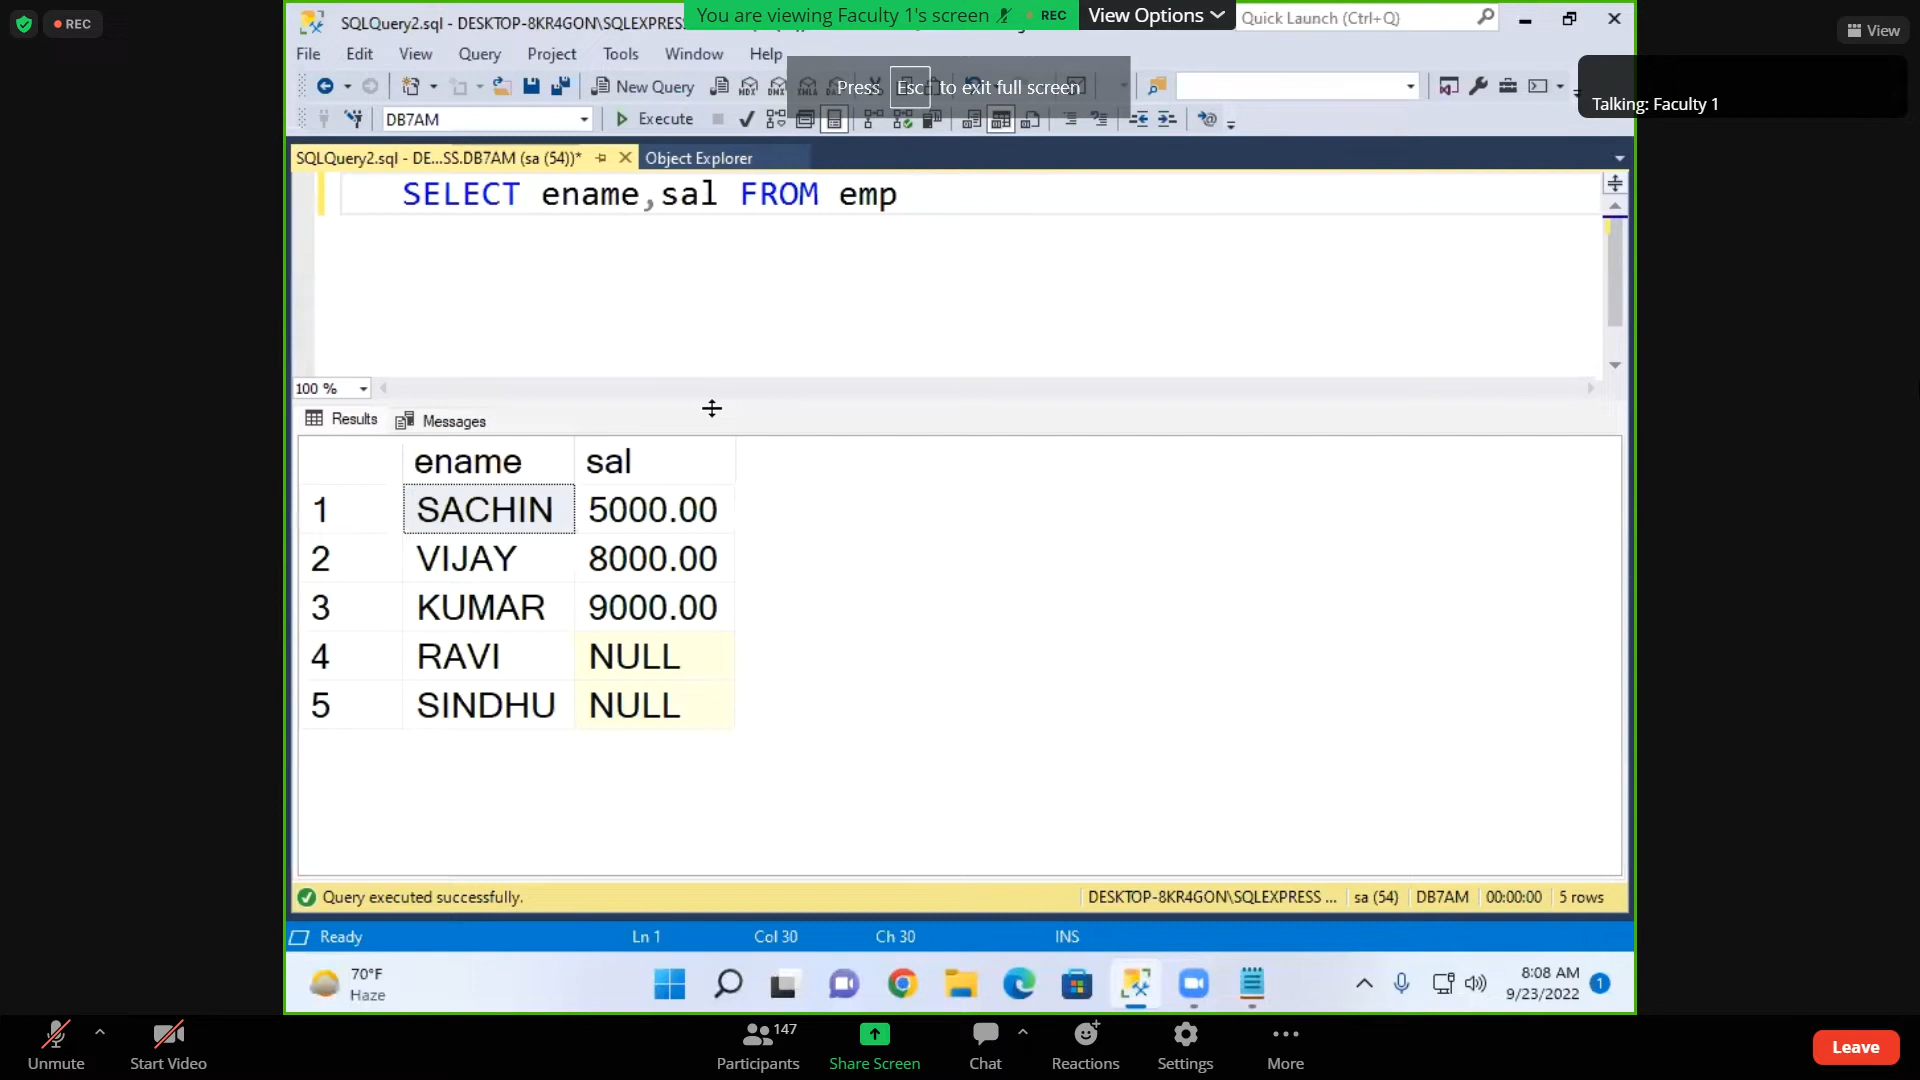 REC
SQLQuery2.sql - DESKTOP-8KR4GON\SQLEXPRESS
You are viewing Faculty 1's screen
REC
View Options
Quick Launch (Ctrl+Q)
View
File Edit View Query Project Tools Window Help
New Query
Press Esc to exit full screen
Talking: Faculty 1
DB7AM
Execute
SQLQuery2.sql - DE...SS.DB7AM (sa (54))*
Object Explorer
SELECT ename,sal FROM emp
100 %
Results Messages
ename sal
1 SACHIN 5000.00
2 VIJAY 8000.00
3 KUMAR 9000.00
4 RAVI NULL
5 SINDHU NULL
Query executed successfully.
DESKTOP-8KR4GON\SQLEXPRESS ... sa (54) DB7AM 00:00:00 5 rows
Ready Ln 1 Col 30 Ch 30 INS
70°F
Haze
8:08 AM
9/23/2022
1
Unmute
Start Video
147
Participants
Share Screen
Chat
Reactions
Settings
More
Leave